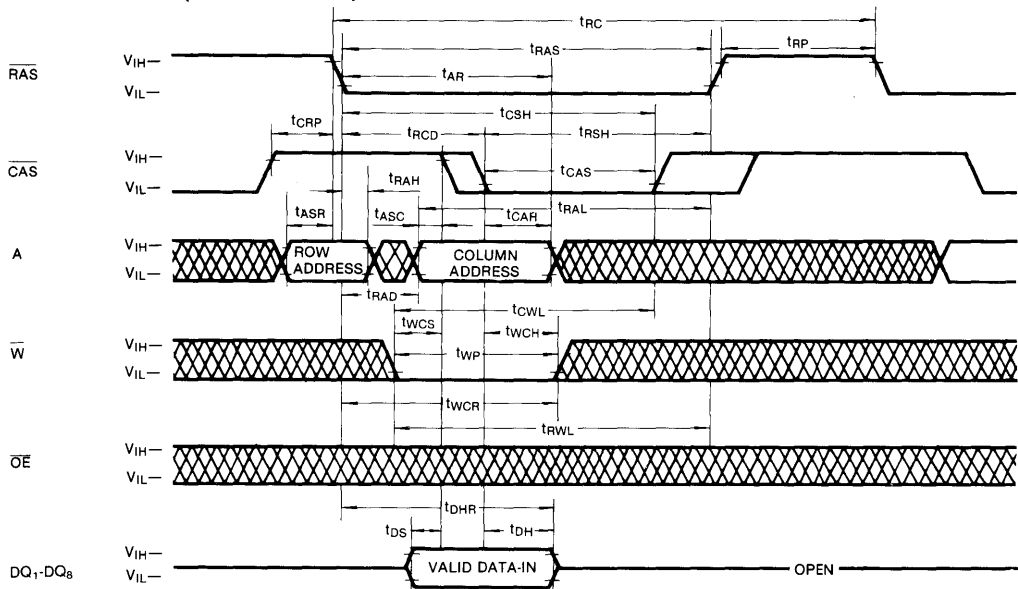 tRC
tRAS
tRP
tAR
RAS
VIH
VIL
tCSH
tCRP
tRCD
tRSH
CAS
VIH
VIL
tCAS
tRAH
tRAL
tASR
tASC
tCAH
A
VIH
VIL
ROW ADDRESS
COLUMN ADDRESS
tRAD
tCWL
tWCS
tWCH
W
VIH
VIL
tWP
tWCR
tRWL
OE
VIH
VIL
tDHR
tDS
tDH
DQ1-DQ8
VIH
VIL
VALID DATA-IN
OPEN